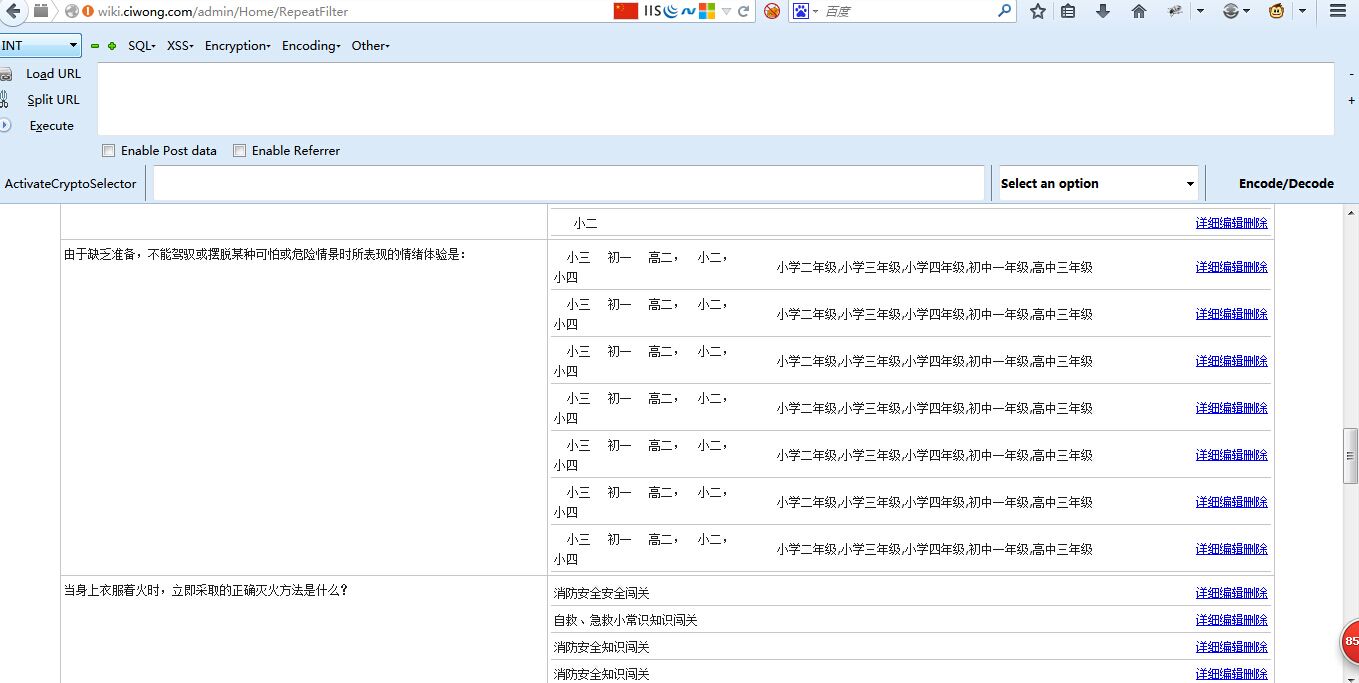 wiki.ciwong.com/admin/Home/RepeatFilter IIS 百度
INT SQL XSS Encryption Encoding Other
Load URL
Split URL
Execute
- 
+
Enable Post data Enable Referrer
ActivateCryptoSelector Select an option Encode/Decode
小二 详细编辑删除
由于缺乏准备，不能驾驭或摆脱某种可怕或危险情景时所表现的情绪体验是：
小三 初一 高二， 小二，
小四
小学二年级,小学三年级,小学四年级,初中一年级,高中三年级 详细编辑删除
小三 初一 高二， 小二，
小四
小学二年级,小学三年级,小学四年级,初中一年级,高中三年级 详细编辑删除
小三 初一 高二， 小二，
小四
小学二年级,小学三年级,小学四年级,初中一年级,高中三年级 详细编辑删除
小三 初一 高二， 小二，
小四
小学二年级,小学三年级,小学四年级,初中一年级,高中三年级 详细编辑删除
小三 初一 高二， 小二，
小四
小学二年级,小学三年级,小学四年级,初中一年级,高中三年级 详细编辑删除
小三 初一 高二， 小二，
小四
小学二年级,小学三年级,小学四年级,初中一年级,高中三年级 详细编辑删除
小三 初一 高二， 小二，
小四
小学二年级,小学三年级,小学四年级,初中一年级,高中三年级 详细编辑删除
当身上衣服着火时，立即采取的正确灭火方法是什么？
消防安全安全闯关 详细编辑删除
自救、急救小常识知识闯关 详细编辑删除
消防安全知识闯关 详细编辑删除
消防安全知识闯关 详细编辑删除
85